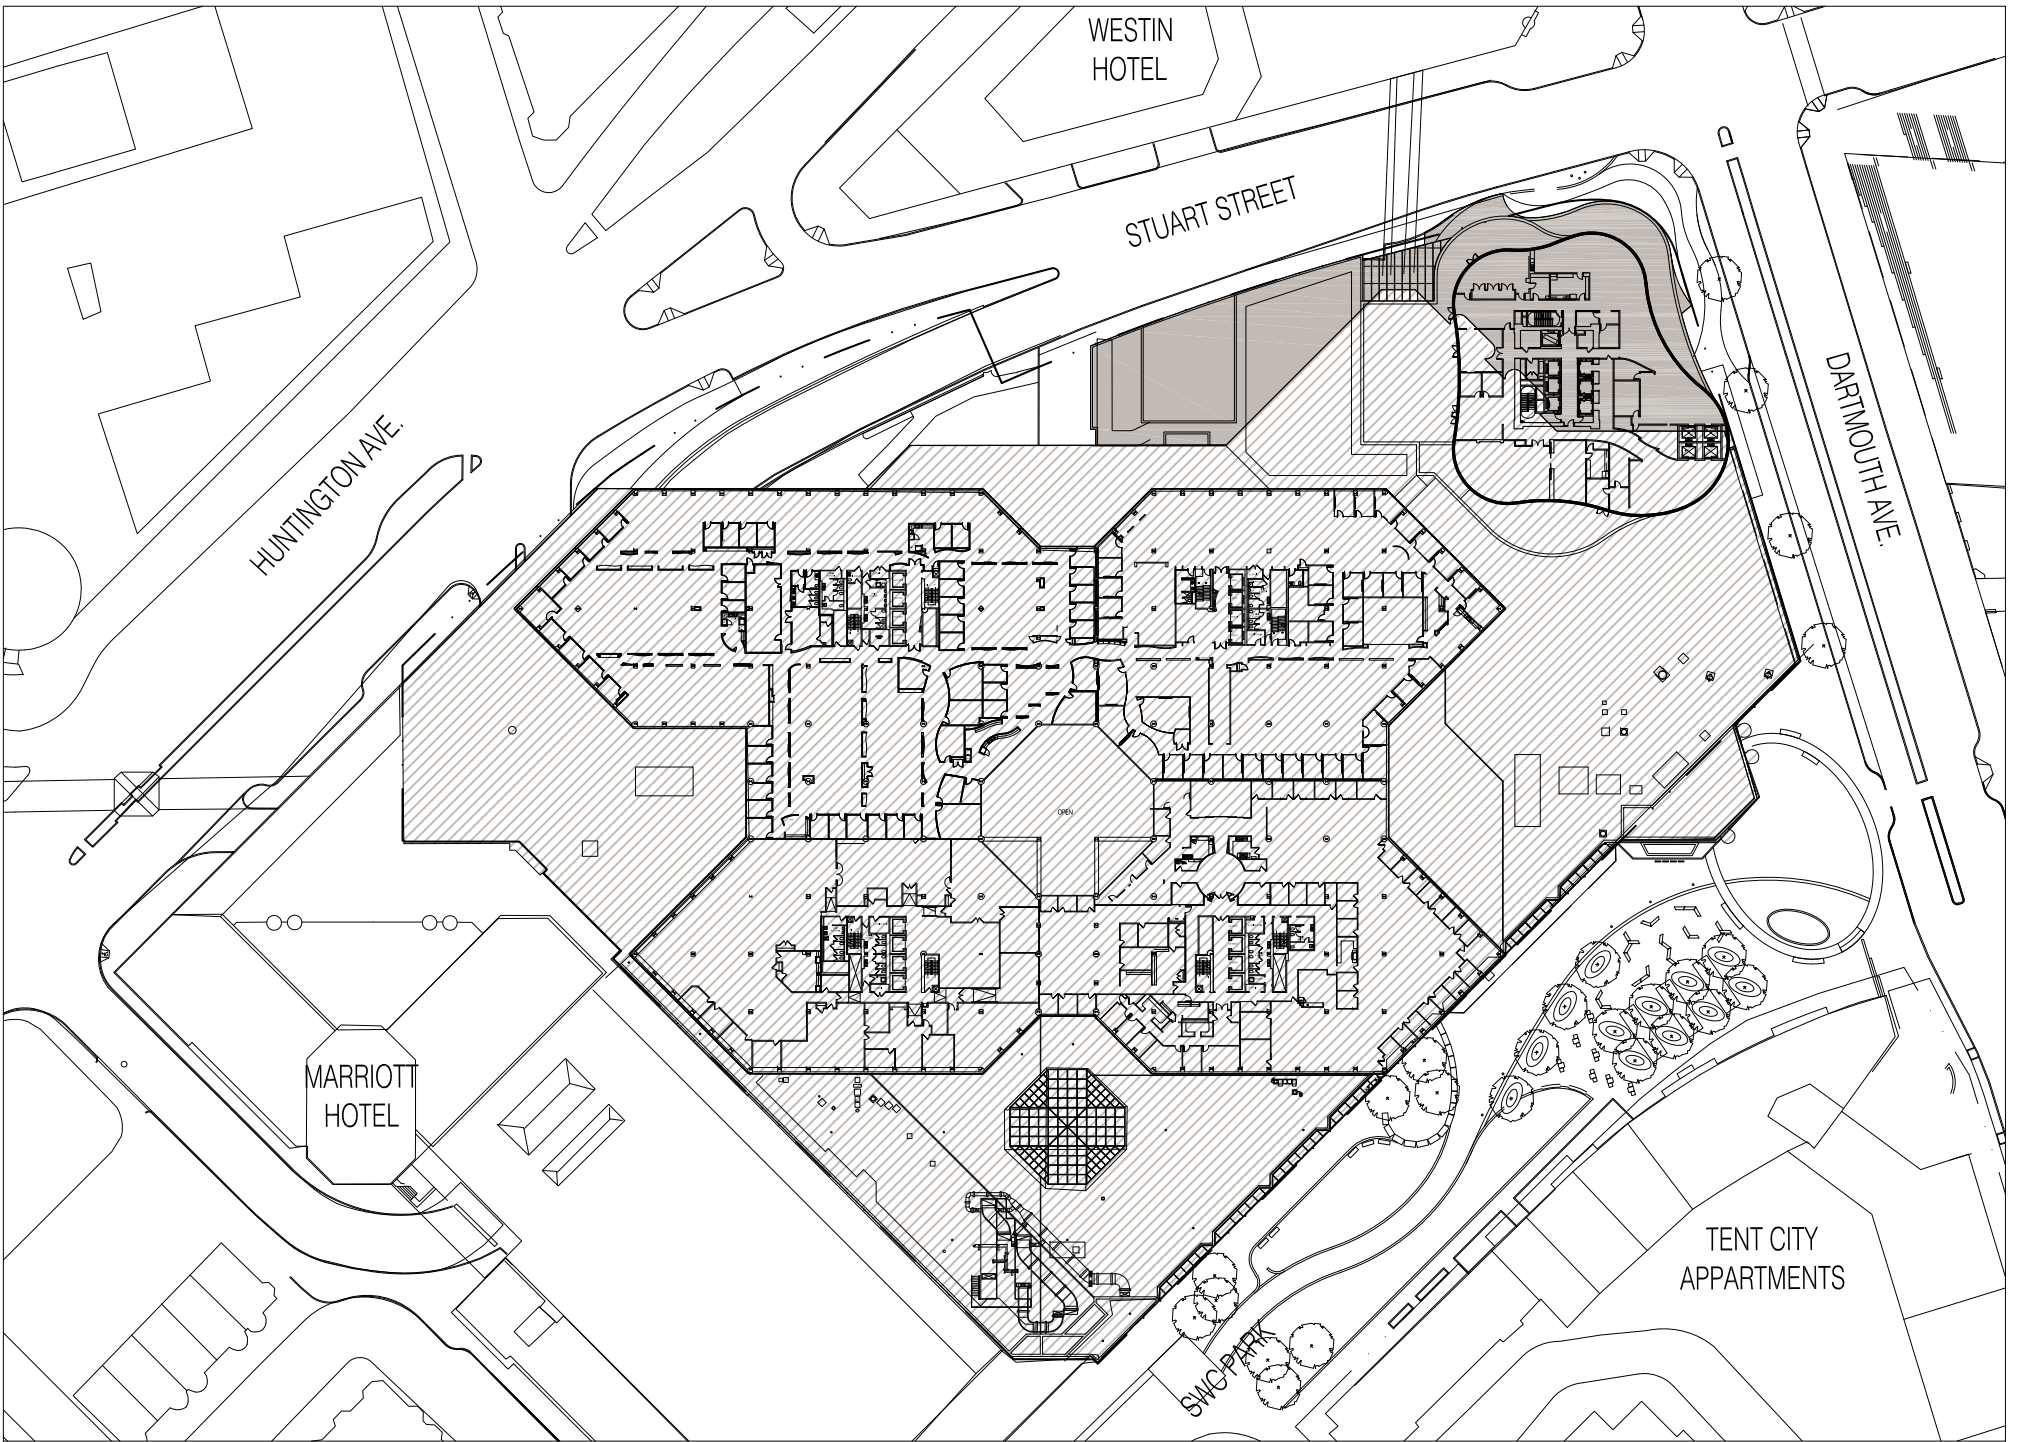 WESTIN
HOTEL
STUART STREET
HUNTINGTON AVE.
DARTMOUTH AVE.
OPEN
MARRIOTT
HOTEL
TENT CITY
APPARTMENTS
SWC PARK